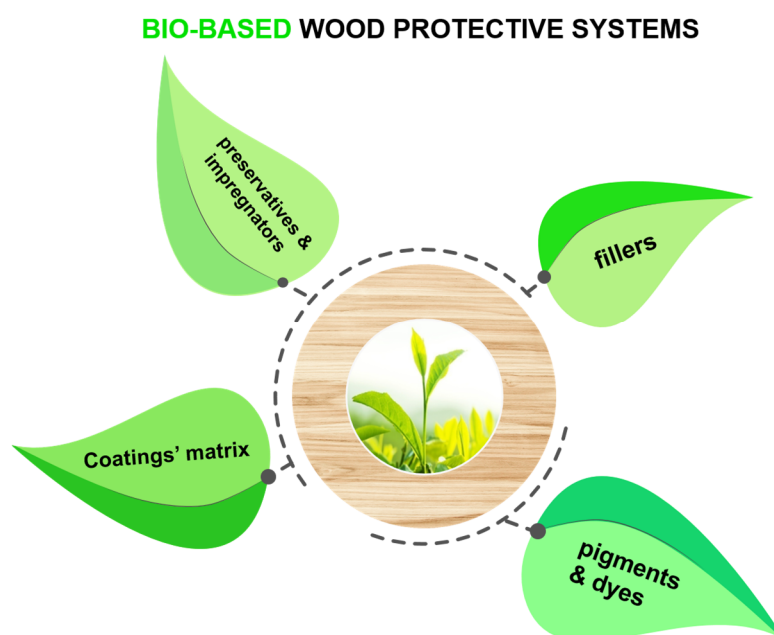 BIO-BASED WOOD PROTECTIVE SYSTEMS
preservatives &
impregnators
fillers
Coatings’ matrix
pigments
& dyes